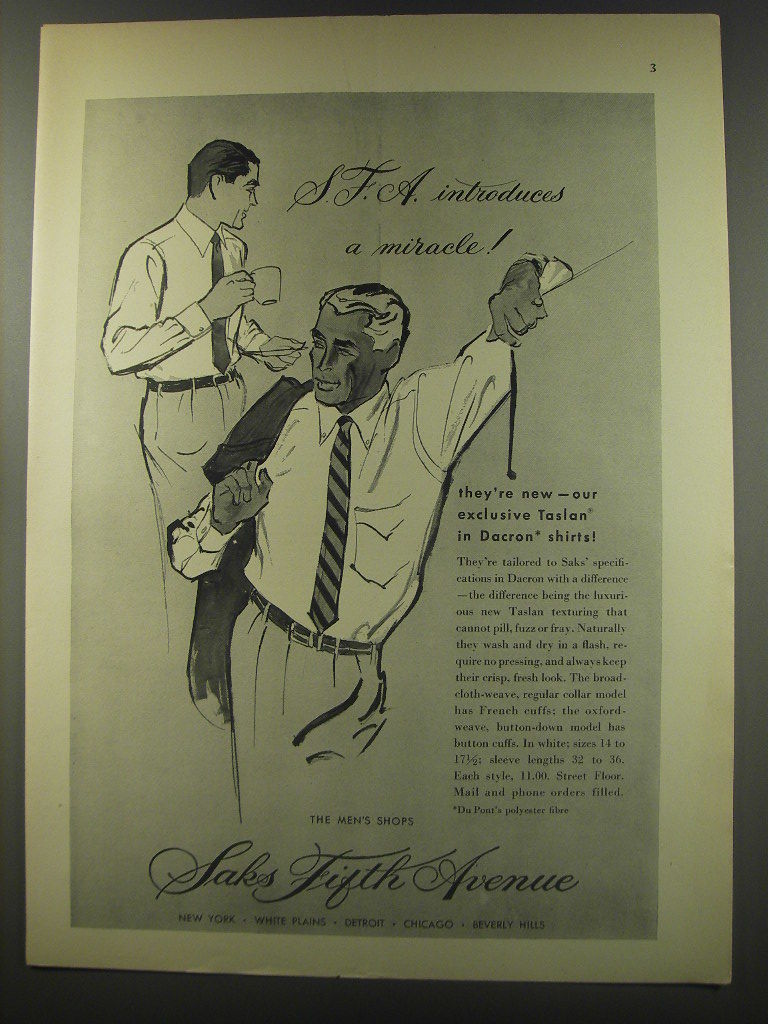 3
S.F.A. introduces
a miracle!
they're new—our
exclusive Taslan®
in Dacron* shirts!
They're tailored to Saks' specifi-
cations in Dacron with a difference
—the difference being the luxuri-
ous new Taslan texturing that
cannot pill, fuzz or fray. Naturally
they wash and dry in a flash, re-
quire no pressing, and always keep
their crisp, fresh look. The broad-
cloth-weave, regular collar model
has French cuffs; the oxford-
weave, button-down model has
button cuffs. In white; sizes 14 to
17½; sleeve lengths 32 to 36.
Each style, 11.00. Street Floor.
Mail and phone orders filled.
*Du Pont's polyester fibre
THE MEN'S SHOPS
Saks Fifth Avenue
NEW YORK • WHITE PLAINS • DETROIT • CHICAGO • BEVERLY HILLS